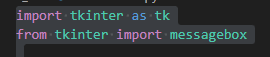 import tkinter as tk
from tkinter import messagebox